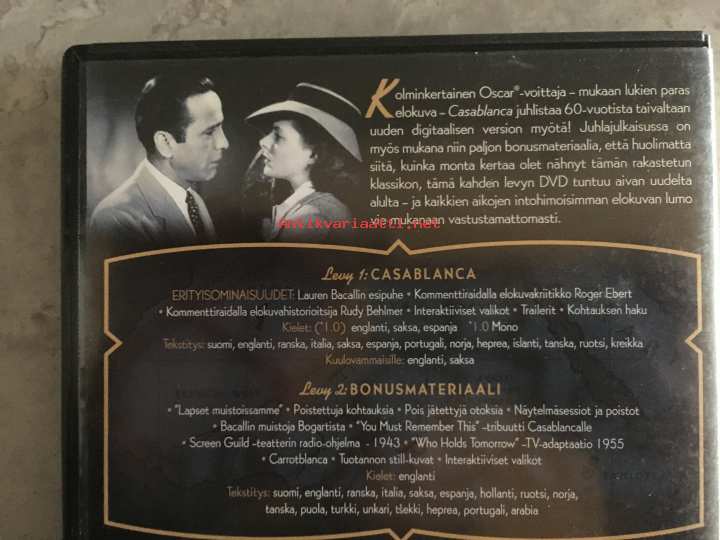 Kolminkertainen Oscar®-voittaja – mukaan lukien paras
elokuva – Casablanca juhlistaa 60-vuotista taivaltaan
uuden digitaalisen version myötä! Juhlajulkaisussa on
myös mukana niin paljon bonusmateriaalia, että huolimatta
siitä, kuinka monta kertaa olet nähnyt tämän rakastetun
klassikon, tämä kahden levyn DVD tuntuu aivan uudelta
alulta – ja kaikkien aikojen intohimoisimman elokuvan lumo
vie mukanaan vastustamattomasti.
Antikvariaatti.net
Levy 1: CASABLANCA
ERITYISOMINAISUUDET: Lauren Bacallin esipuhe • Kommenttiraidalla elokuvakriitikko Roger Ebert
• Kommenttiraidalla elokuvahistorioitsija Rudy Behlmer • Interaktiiviset valikot • Trailerit • Kohtauksen haku
Kielet: (*1.0) englanti, saksa, espanja *1.0 Mono
Tekstitys: suomi, englanti, ranska, italia, saksa, espanja, portugali, norja, heprea, islanti, tanska, ruotsi, kreikka
Kuulovammaisille: englanti, saksa
Levy 2: BONUSMATERIAALI
• "Lapset muistoissamme" • Poistettuja kohtauksia • Pois jätettyjä otoksia • Näytelmäsessiot ja poistot
• Bacallin muistoja Bogartista • "You Must Remember This" –tribuutti Casablancalle
• Screen Guild –teatterin radio-ohjelma - 1943 • "Who Holds Tomorrow" –TV-adaptaatio 1955
• Carrotblanca • Tuotannon still-kuvat • Interaktiiviset valikot
Kielet: englanti
Tekstitys: suomi, englanti, ranska, italia, saksa, espanja, hollanti, ruotsi, norja,
tanska, puola, turkki, unkari, tšekki, heprea, portugali, arabia